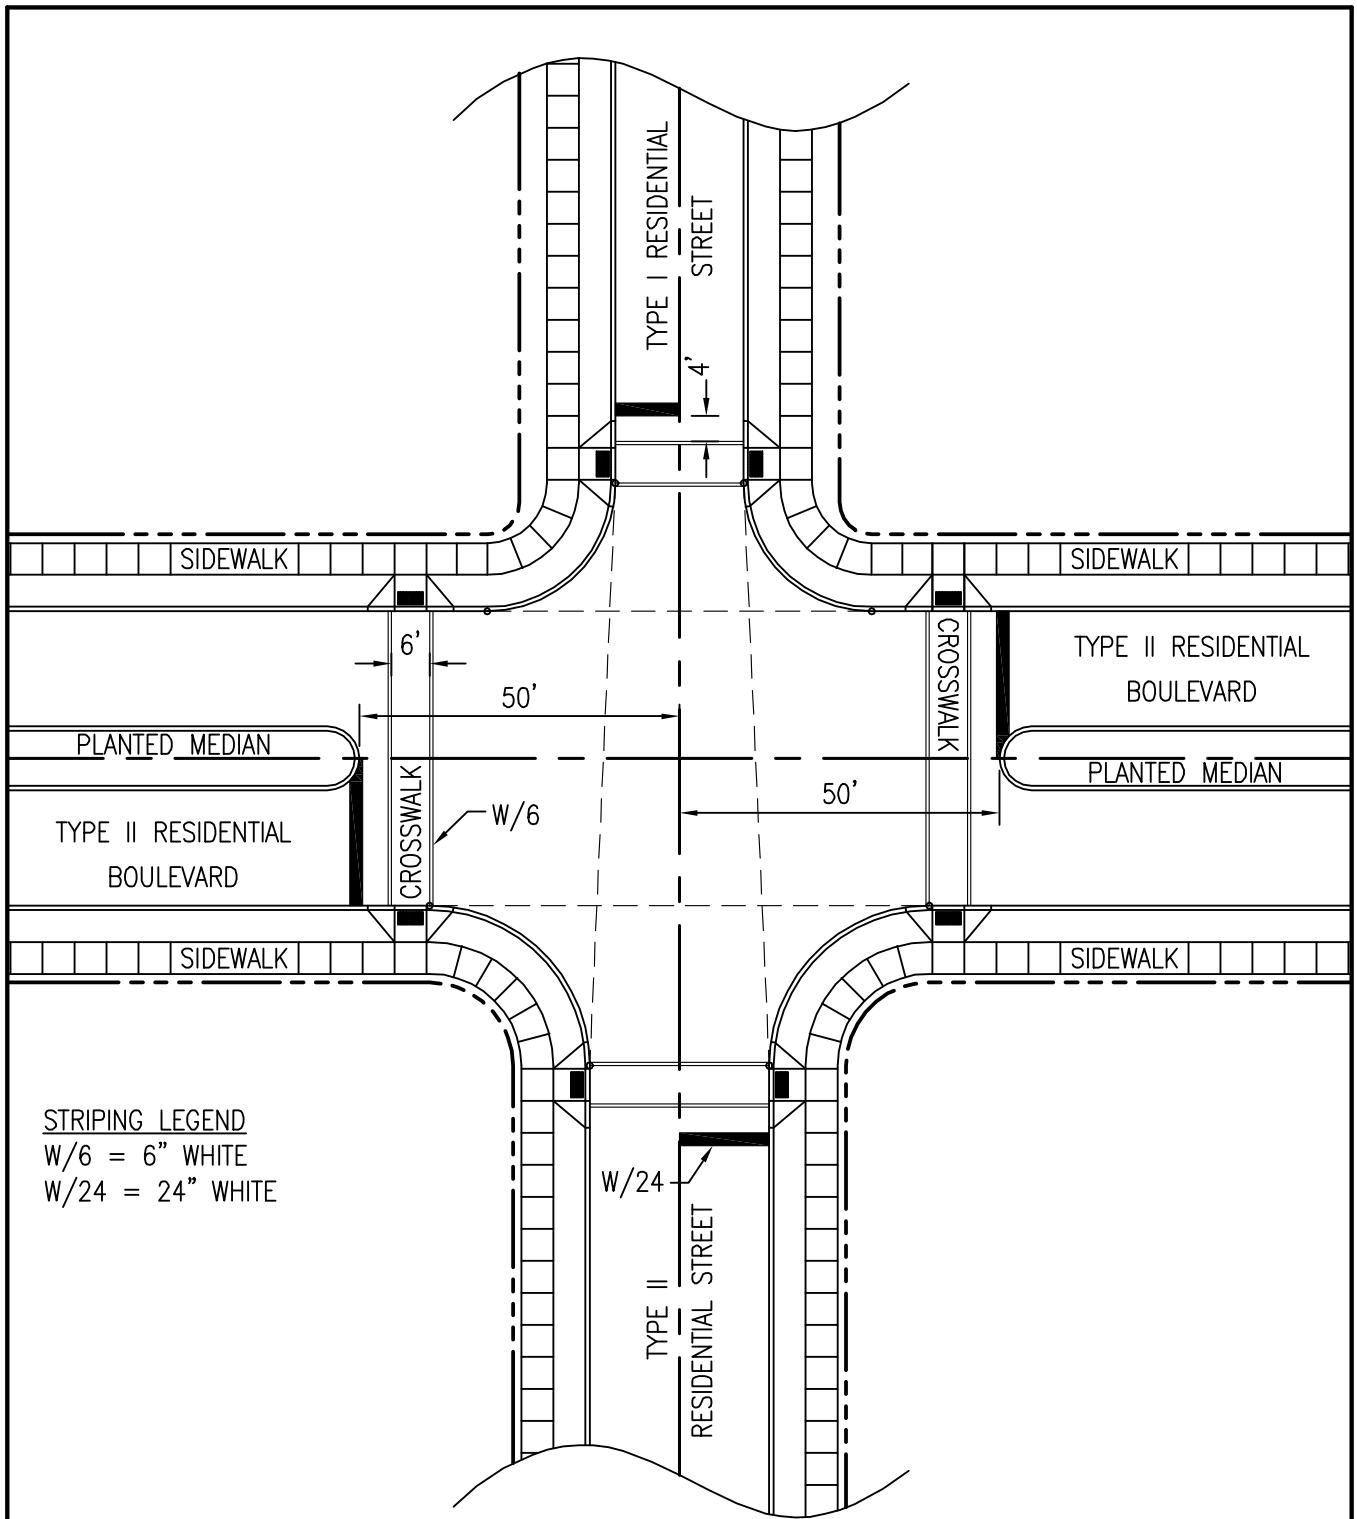 TYPE I RESIDENTIAL
STREET
4'
SIDEWALK
SIDEWALK
6'
CROSSWALK
TYPE II RESIDENTIAL
BOULEVARD
50'
PLANTED MEDIAN
PLANTED MEDIAN
50'
CROSSWALK
W/6
TYPE II RESIDENTIAL
BOULEVARD
SIDEWALK
SIDEWALK
STRIPING LEGEND
W/6 = 6" WHITE
W/24 = 24" WHITE
W/24
TYPE II
RESIDENTIAL STREET